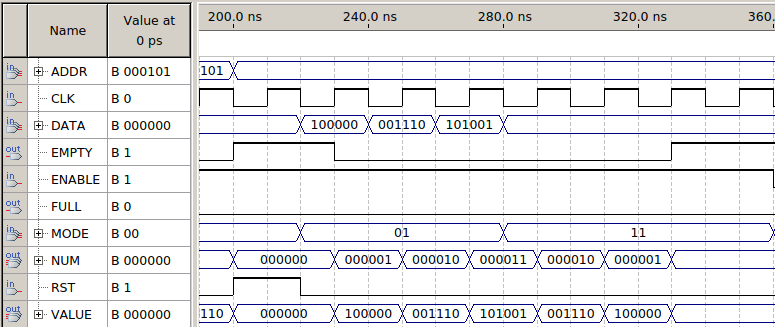 Name Value at 0 ps 200.0 ns 240.0 ns 280.0 ns 320.0 ns 360.
in ADDR B 000101 101
in CLK B 0
in DATA B 000000 100000 001110 101001
out EMPTY B 1
in ENABLE B 1
out FULL B 0
in MODE B 00 01 11
out NUM B 000000 000000 000001 000010 000011 000010 000001
in RST B 1
out VALUE B 000000 110 000000 100000 001110 101001 001110 100000